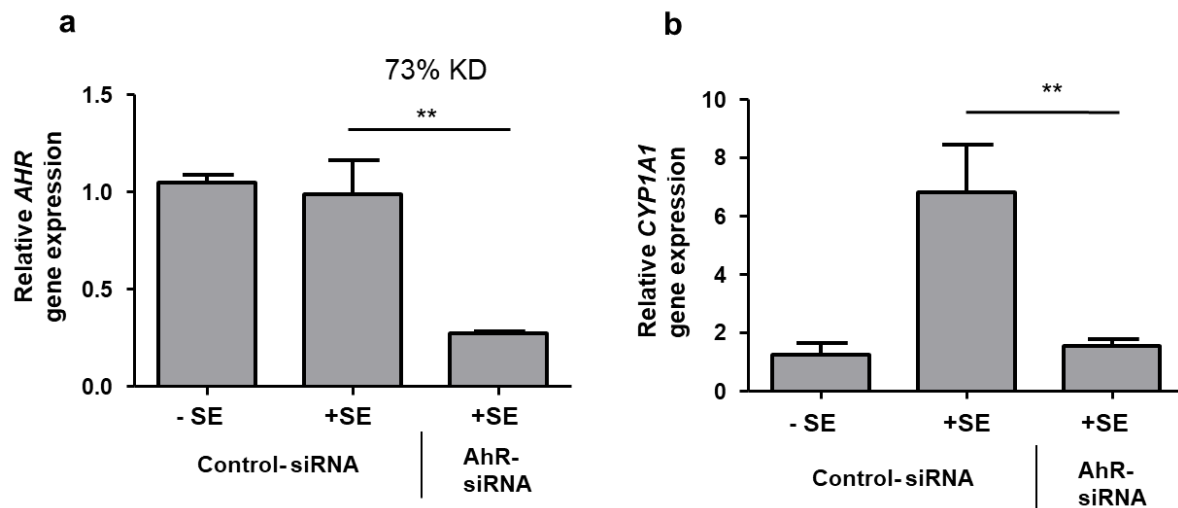 a
73% KD
**
Relative AHR
gene expression
1.5
1.0
0.5
0.0
- SE
+SE
+SE
Control-siRNA
AhR-
siRNA
b
**
Relative CYP1A1
gene expression
10
8
6
4
2
0
- SE
+SE
+SE
Control-siRNA
AhR-
siRNA